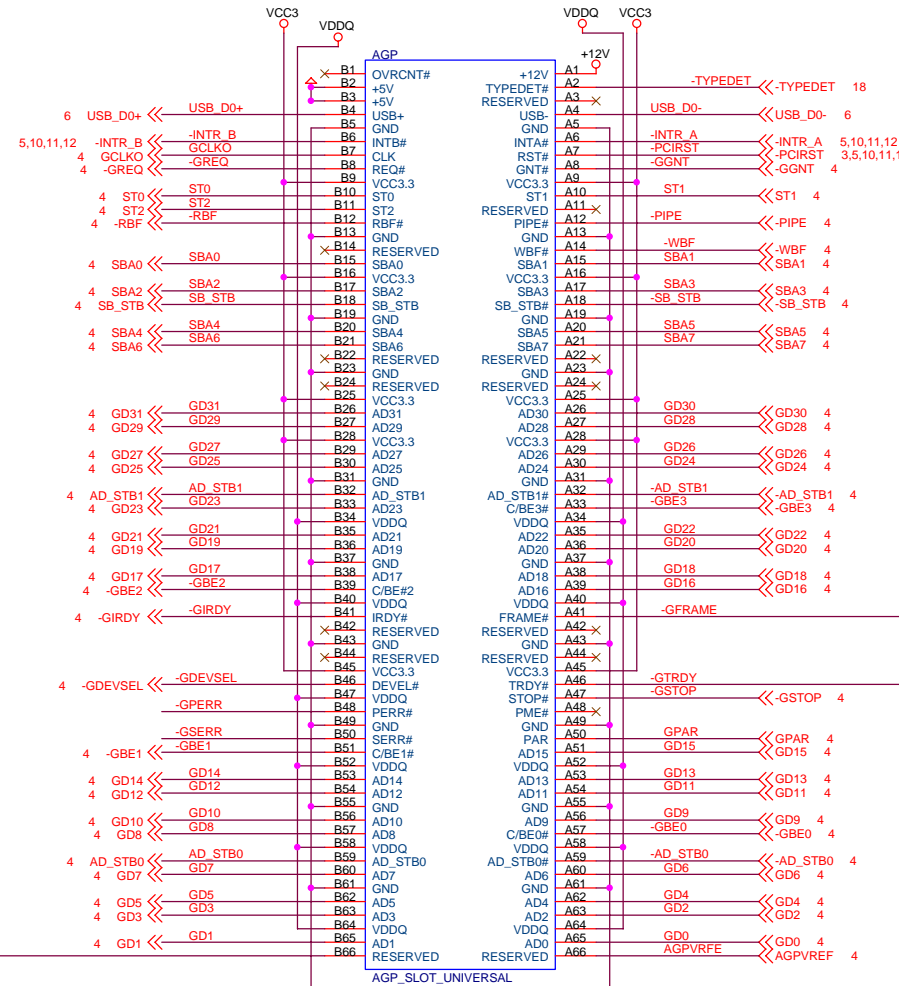 VCC3 VDDQ VDDQ VCC3
AGP +12V
B1 OVRCNT# +12V A1
B2 +5V TYPEDET# A2 -TYPEDET -TYPEDET 18
B3 +5V RESERVED A3
6 USB_D0+ USB_D0+ B4 USB+ USB- A4 USB_D0- USB_D0- 6
B5 GND GND A5
5,10,11,12 -INTR_B -INTR_B B6 INTB# INTA# A6 -INTR_A -INTR_A 5,10,11,12
4 GCLKO GCLKO B7 CLK RST# A7 -PCIRST -PCIRST 3,5,10,11,1
4 -GREQ -GREQ B8 REQ# GNT# A8 -GGNT -GGNT 4
B9 VCC3.3 VCC3.3 A9
4 ST0 ST0 B10 ST0 ST1 A10 ST1 ST1 4
4 ST2 ST2 B11 ST2 RESERVED A11
4 -RBF -RBF B12 RBF# PIPE# A12 -PIPE -PIPE 4
B13 GND GND A13
B14 RESERVED WBF# A14 -WBF -WBF 4
4 SBA0 SBA0 B15 SBA0 SBA1 A15 SBA1 SBA1 4
B16 VCC3.3 VCC3.3 A16
4 SBA2 SBA2 B17 SBA2 SBA3 A17 SBA3 SBA3 4
4 SB_STB SB_STB B18 SB_STB SB_STB# A18 -SB_STB -SB_STB 4
B19 GND GND A19
4 SBA4 SBA4 B20 SBA4 SBA5 A20 SBA5 SBA5 4
4 SBA6 SBA6 B21 SBA6 SBA7 A21 SBA7 SBA7 4
B22 RESERVED RESERVED A22
B23 GND GND A23
B24 RESERVED RESERVED A24
B25 VCC3.3 VCC3.3 A25
4 GD31 GD31 B26 AD31 AD30 A26 GD30 GD30 4
4 GD29 GD29 B27 AD29 AD28 A27 GD28 GD28 4
B28 VCC3.3 VCC3.3 A28
4 GD27 GD27 B29 AD27 AD26 A29 GD26 GD26 4
4 GD25 GD25 B30 AD25 AD24 A30 GD24 GD24 4
B31 GND GND A31
4 AD_STB1 AD_STB1 B32 AD_STB1 AD_STB1# A32 -AD_STB1 -AD_STB1 4
4 GD23 GD23 B33 AD23 C/BE3# A33 -GBE3 -GBE3 4
B34 VDDQ VDDQ A34
4 GD21 GD21 B35 AD21 AD22 A35 GD22 GD22 4
4 GD19 GD19 B36 AD19 AD20 A36 GD20 GD20 4
B37 GND GND A37
4 GD17 GD17 B38 AD17 AD18 A38 GD18 GD18 4
4 -GBE2 -GBE2 B39 C/BE#2 AD16 A39 GD16 GD16 4
B40 VDDQ VDDQ A40
4 -GIRDY -GIRDY B41 IRDY# FRAME# A41 -GFRAME
B42 RESERVED RESERVED A42
B43 GND GND A43
B44 RESERVED RESERVED A44
B45 VCC3.3 VCC3.3 A45
4 -GDEVSEL -GDEVSEL B46 DEVEL# TRDY# A46 -GTRDY
B47 VDDQ STOP# A47 -GSTOP -GSTOP 4
-GPERR B48 PERR# PME# A48
B49 GND GND A49
-GSERR B50 SERR# PAR A50 GPAR GPAR 4
4 -GBE1 -GBE1 B51 C/BE1# AD15 A51 GD15 GD15 4
B52 VDDQ VDDQ A52
4 GD14 GD14 B53 AD14 AD13 A53 GD13 GD13 4
4 GD12 GD12 B54 AD12 AD11 A54 GD11 GD11 4
B55 GND GND A55
4 GD10 GD10 B56 AD10 AD9 A56 GD9 GD9 4
4 GD8 GD8 B57 AD8 C/BE0# A57 -GBE0 -GBE0 4
B58 VDDQ VDDQ A58
4 AD_STB0 AD_STB0 B59 AD_STB0 AD_STB0# A59 -AD_STB0 -AD_STB0 4
4 GD7 GD7 B60 AD7 AD6 A60 GD6 GD6 4
B61 GND GND A61
4 GD5 GD5 B62 AD5 AD4 A62 GD4 GD4 4
4 GD3 GD3 B63 AD3 AD2 A63 GD2 GD2 4
B64 VDDQ VDDQ A64
4 GD1 GD1 B65 AD1 AD0 A65 GD0 GD0 4
B66 RESERVED RESERVED A66 AGPVRFE AGPVREF 4
AGP_SLOT_UNIVERSAL